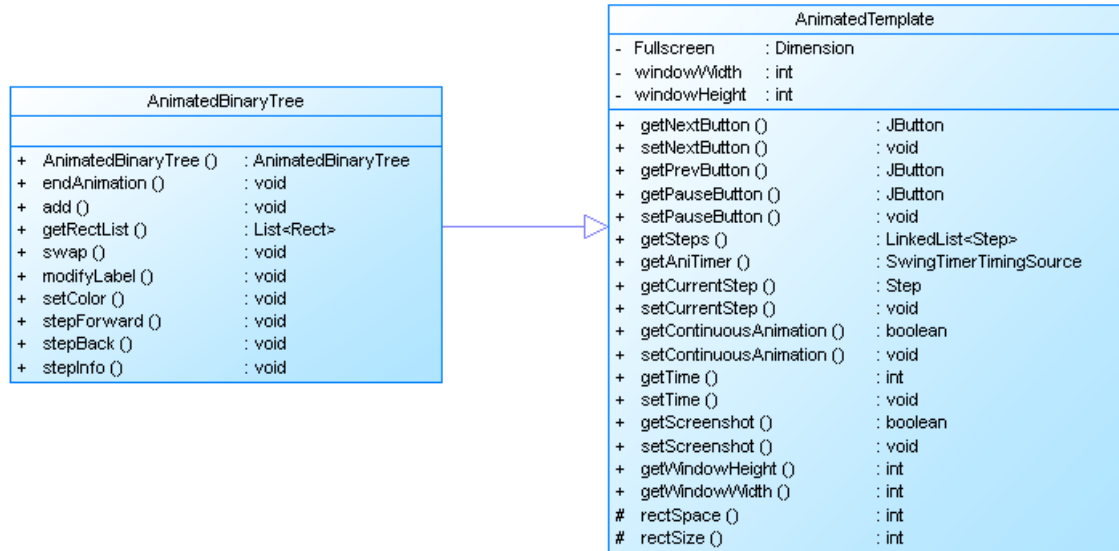 AnimatedBinaryTree
+ AnimatedBinaryTree () : AnimatedBinaryTree
+ endAnimation () : void
+ add () : void
+ getRectList () : List<Rect>
+ swap () : void
+ modifyLabel () : void
+ setColor () : void
+ stepForward () : void
+ stepBack () : void
+ stepInfo () : void
AnimatedTemplate
- Fullscreen : Dimension
- windowWidth : int
- windowHeight : int
+ getNextButton () : JButton
+ setNextButton () : void
+ getPrevButton () : JButton
+ getPauseButton () : JButton
+ setPauseButton () : void
+ getSteps () : LinkedList<Step>
+ getAniTimer () : SwingTimerTimingSource
+ getCurrentStep () : Step
+ setCurrentStep () : void
+ getContinuousAnimation () : boolean
+ setContinuousAnimation () : void
+ getTime () : int
+ setTime () : void
+ getScreenshot () : boolean
+ setScreenshot () : void
+ getWindowHeight () : int
+ getWindowWidth () : int
# rectSpace () : int
# rectSize () : int